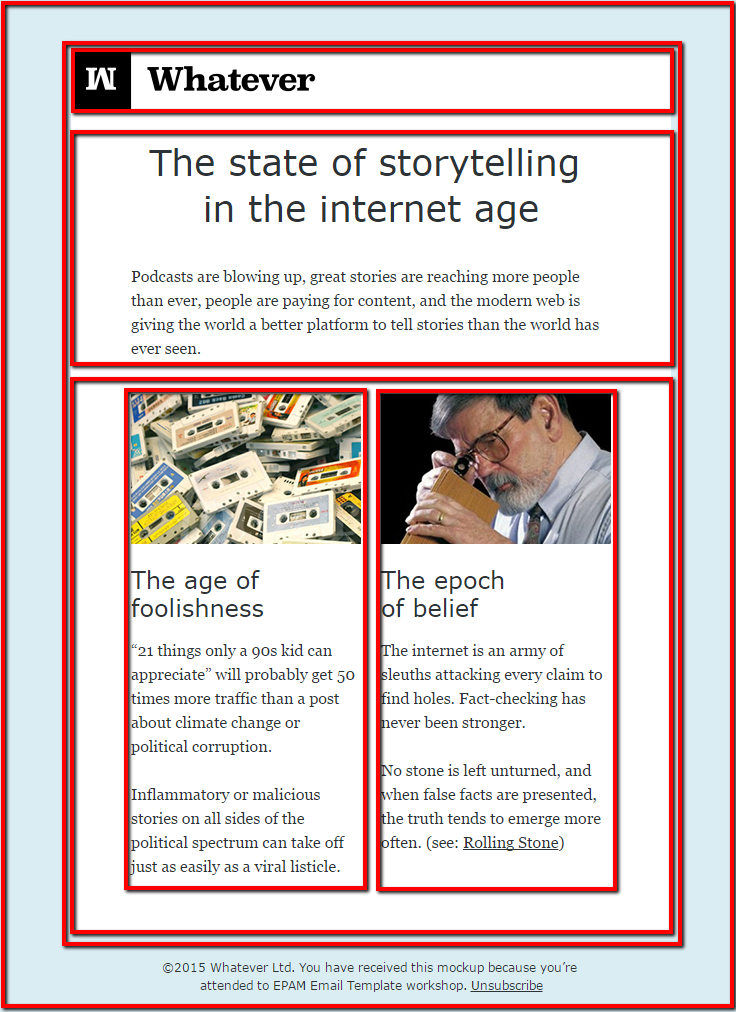 M Whatever
The state of storytelling
in the internet age
Podcasts are blowing up, great stories are reaching more people
than ever, people are paying for content, and the modern web is
giving the world a better platform to tell stories than the world has
ever seen.
The age of
foolishness
“21 things only a 90s kid can
appreciate” will probably get 50
times more traffic than a post
about climate change or
political corruption.
Inflammatory or malicious
stories on all sides of the
political spectrum can take off
just as easily as a viral listicle.
The epoch
of belief
The internet is an army of
sleuths attacking every claim to
find holes. Fact-checking has
never been stronger.
No stone is left unturned, and
when false facts are presented,
the truth tends to emerge more
often. (see: Rolling Stone)
©2015 Whatever Ltd. You have received this mockup because you’re
attended to EPAM Email Template workshop. Unsubscribe